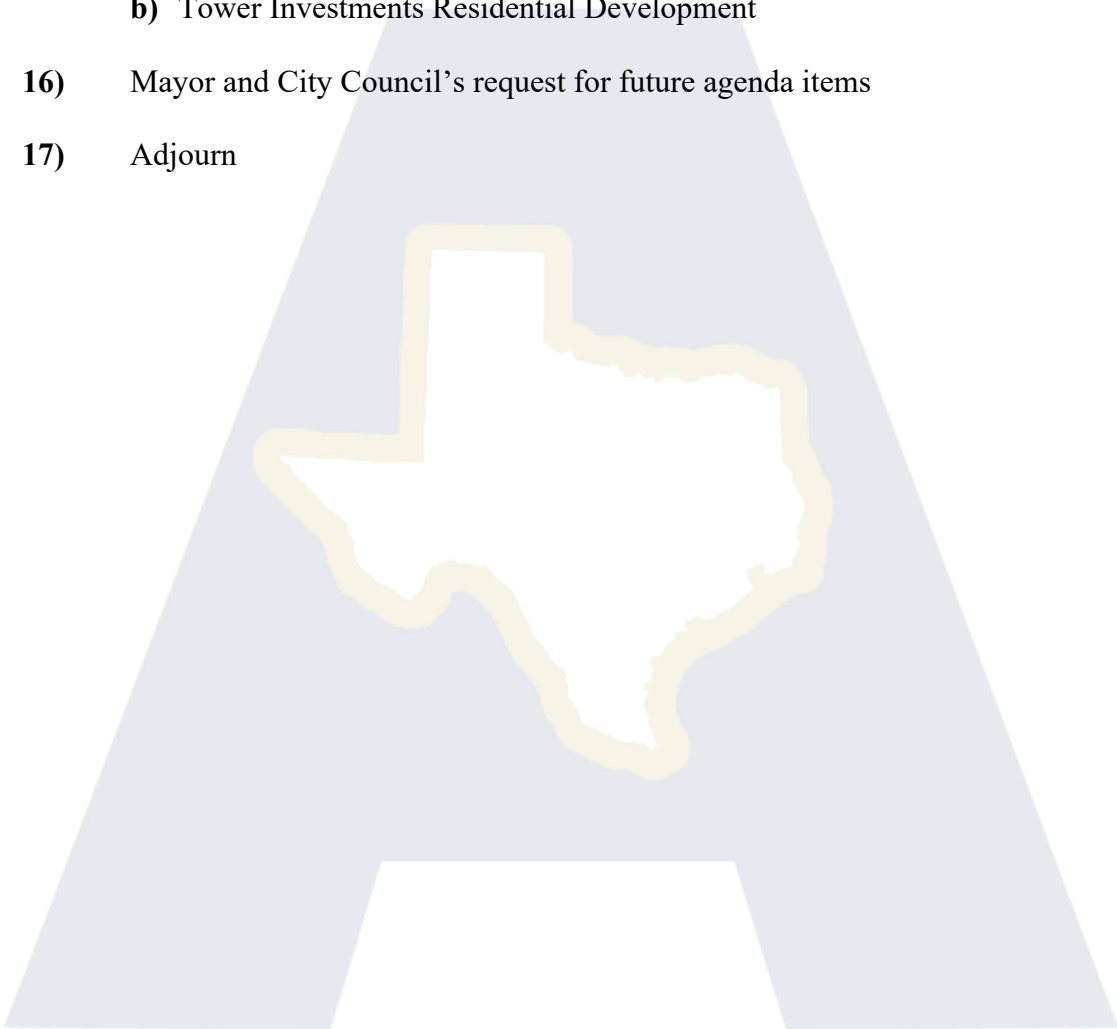 b) Tower Investments Residential Development
16) Mayor and City Council’s request for future agenda items
17) Adjourn